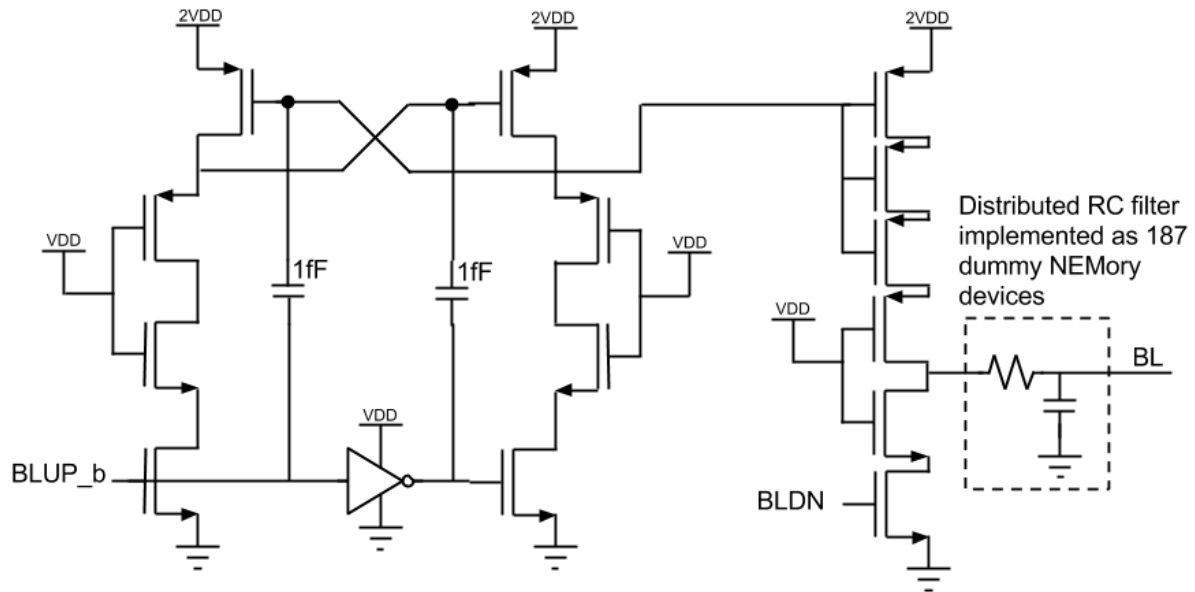 2VDD
2VDD
2VDD
Distributed RC filter
implemented as 187
dummy NEMory
devices
VDD
VDD
1fF
1fF
VDD
BL
VDD
BLUP_b
BLDN